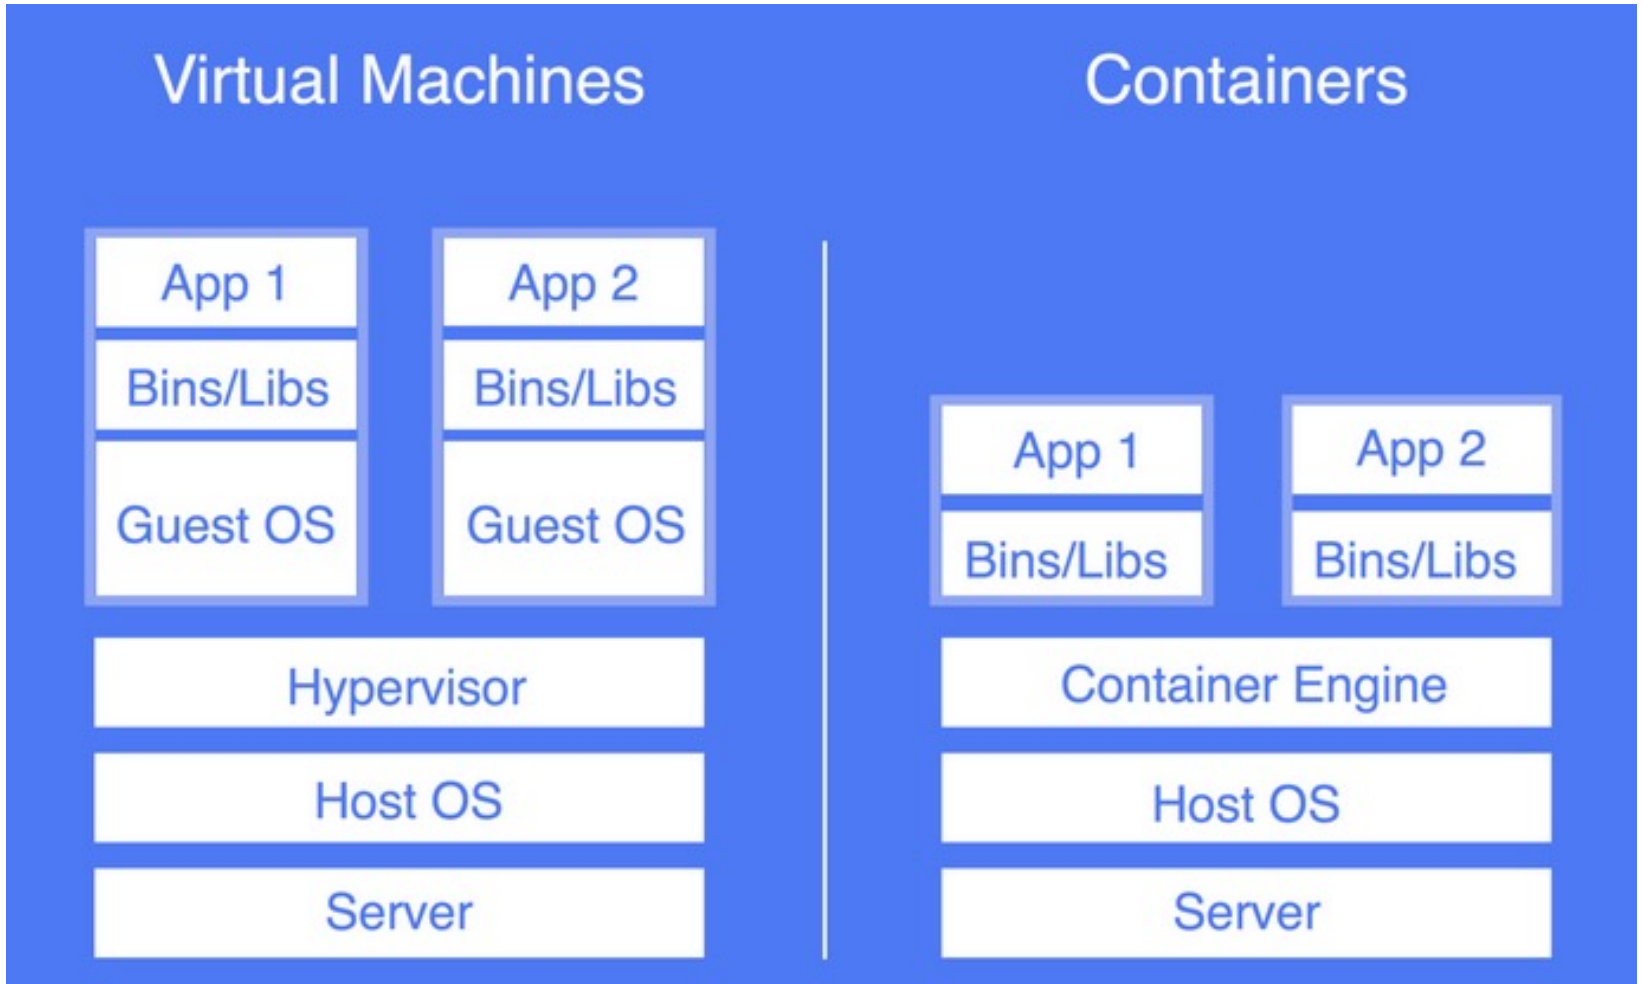 Virtual Machines
Containers
App 1
App 2
Bins/Libs
Bins/Libs
Guest OS
Guest OS
Hypervisor
Host OS
Server
App 1
App 2
Bins/Libs
Bins/Libs
Container Engine
Host OS
Server